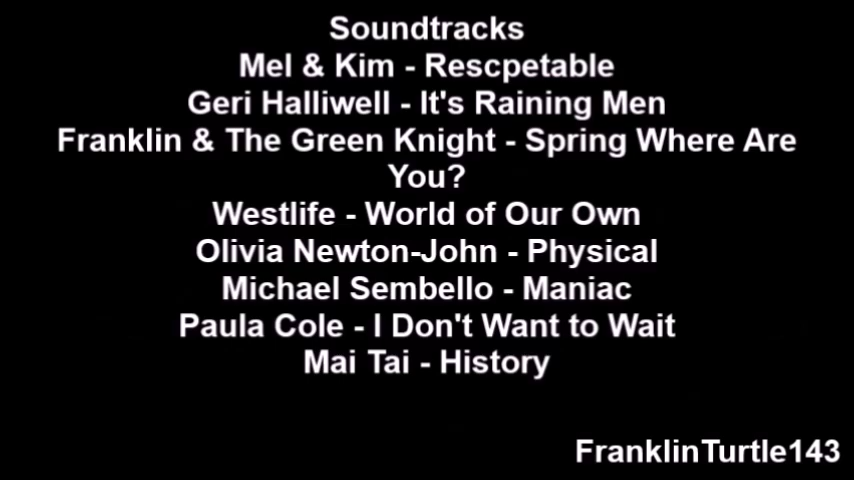 Soundtracks
Mel & Kim - Rescpetable
Geri Halliwell - It's Raining Men
Franklin & The Green Knight - Spring Where Are
You?
Westlife - World of Our Own
Olivia Newton-John - Physical
Michael Sembello - Maniac
Paula Cole - I Don't Want to Wait
Mai Tai - History
FranklinTurtle143